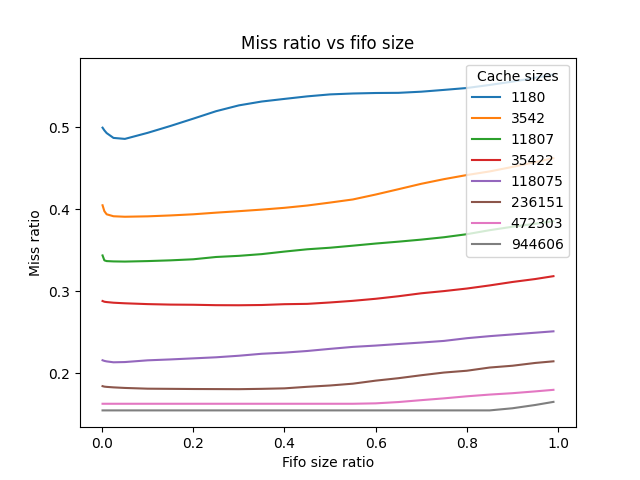 Miss ratio vs fifo size
Cache sizes
1180
3542
11807
35422
118075
236151
472303
944606
Miss ratio
0.5
0.4
0.3
0.2
0.0 0.2 0.4 0.6 0.8 1.0
Fifo size ratio